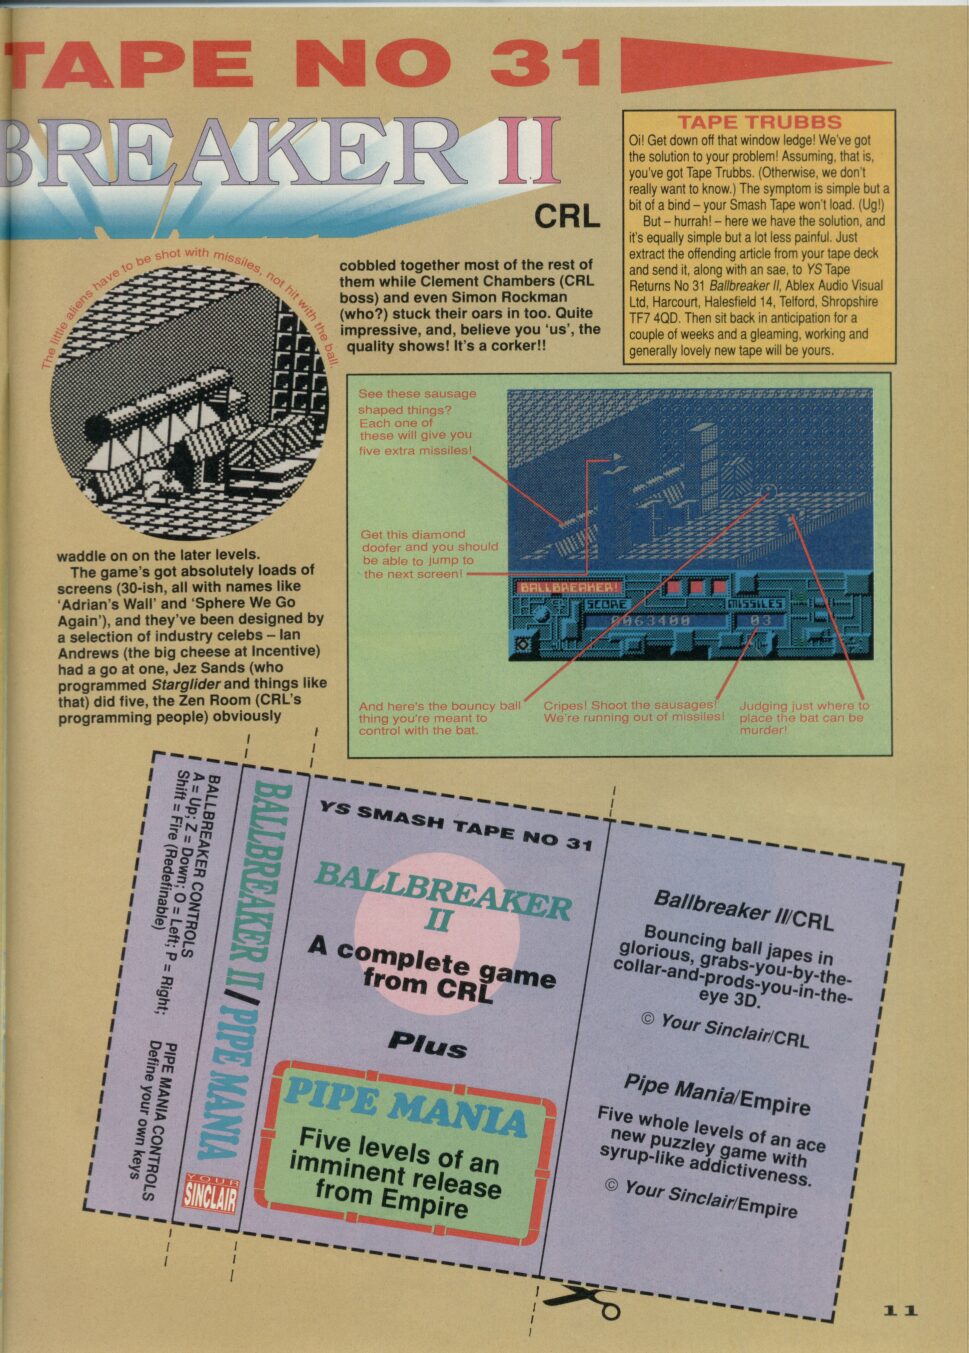 TAPE NO 31
BREAKER II
CRL
The little aliens have to be shot with missiles, not hit with the ball.
waddle on on the later levels.
The game's got absolutely loads of
screens (30-ish, all with names like
‘Adrian's Wall’ and ‘Sphere We Go
Again’), and they've been designed by
a selection of industry celebs – Ian
Andrews (the big cheese at Incentive)
had a go at one, Jez Sands (who
programmed Starglider and things like
that) did five, the Zen Room (CRL's
programming people) obviously
cobbled together most of the rest of
them while Clement Chambers (CRL
boss) and even Simon Rockman
(who?) stuck their oars in too. Quite
impressive, and, believe you ‘us’, the
quality shows! It's a corker!!
TAPE TRUBBS
Oi! Get down off that window ledge! We've got
the solution to your problem! Assuming, that is,
you've got Tape Trubbs. (Otherwise, we don't
really want to know.) The symptom is simple but a
bit of a bind – your Smash Tape won't load. (Ug!)
But – hurrah! – here we have the solution, and
it's equally simple but a lot less painful. Just
extract the offending article from your tape deck
and send it, along with an sae, to YS Tape
Returns No 31 Ballbreaker II, Ablex Audio Visual
Ltd, Harcourt, Halesfield 14, Telford, Shropshire
TF7 4QD. Then sit back in anticipation for a
couple of weeks and a gleaming, working and
generally lovely new tape will be yours.
See these sausage
shaped things?
Each one of
these will give you
five extra missiles!
Get this diamond
doofer and you should
be able to jump to
the next screen!
BALLBREAKER!
SCORE
MISSILES
0063400
03
And here's the bouncy ball
thing you're meant to
control with the bat.
Cripes! Shoot the sausages!
We're running out of missiles!
Judging just where to
place the bat can be
murder!
BALLBREAKER CONTROLS
A = Up; Z = Down; O = Left; P = Right;
Shift = Fire (Redefinable)
PIPE MANIA CONTROLS
Define your own keys
BALLBREAKER II/PIPE MANIA
YOUR
SINCLAIR
YS SMASH TAPE NO 31
BALLBREAKER
II
A complete game
from CRL
Plus
PIPE MANIA
Five levels of an
imminent release
from Empire
Ballbreaker II/CRL
Bouncing ball japes in
glorious, grabs-you-by-the-
collar-and-prods-you-in-the-
eye 3D.
© Your Sinclair/CRL
Pipe Mania/Empire
Five whole levels of an ace
new puzzley game with
syrup-like addictiveness.
© Your Sinclair/Empire
11